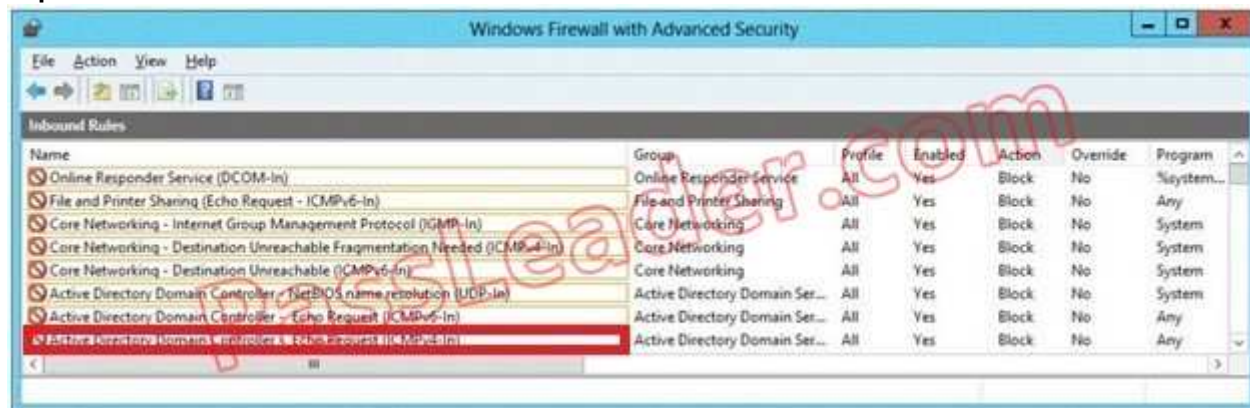 Windows Firewall with Advanced Security
File Action View Help
Inbound Rules
Name Group Profile Enabled Action Override Program
Online Responder Service (DCOM-In) Online Responder Service All Yes Block No %system...
File and Printer Sharing (Echo Request - ICMPv6-In) File and Printer Sharing All Yes Block No Any
Core Networking - Internet Group Management Protocol (IGMP-In) Core Networking All Yes Block No System
Core Networking - Destination Unreachable Fragmentation Needed (ICMPv4-In) Core Networking All Yes Block No System
Core Networking - Destination Unreachable (ICMPv6-In) Core Networking All Yes Block No System
Active Directory Domain Controller - NetBIOS name resolution (UDP-In) Active Directory Domain Ser... All Yes Block No System
Active Directory Domain Controller - Echo Request (ICMPv6-In) Active Directory Domain Ser... All Yes Block No Any
Active Directory Domain Controller - Echo Request (ICMPv4-In) Active Directory Domain Ser... All Yes Block No Any
PassLeader.com